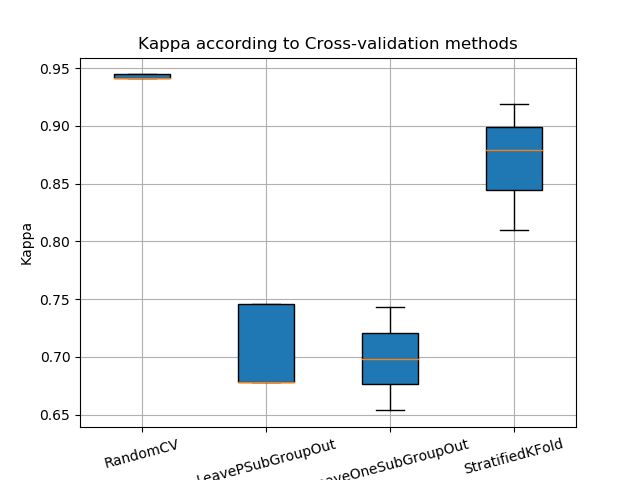 Kappa according to Cross-validation methods
0.95
0.90
0.85
0.80
0.75
0.70
0.65
Kappa
RandomCV
LeavePSubGroupOut
aveOneSubGroupOut
StratifiedKFold